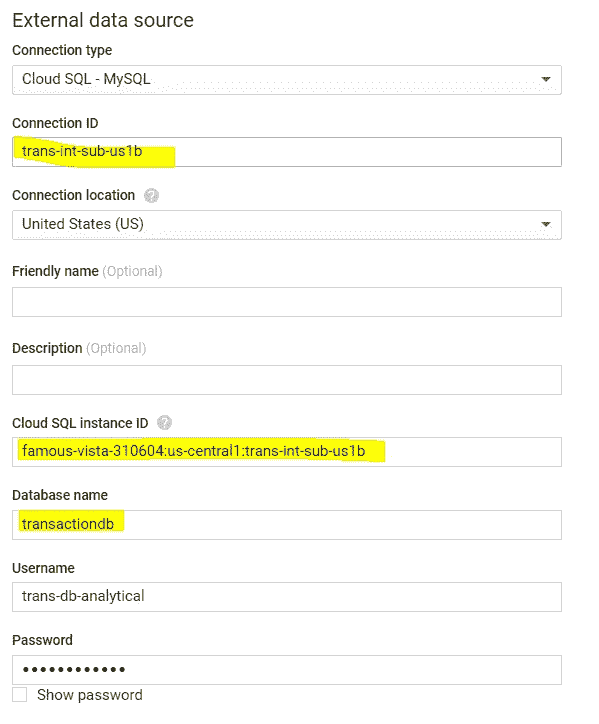 External data source
Connection type
Cloud SQL - MySQL
Connection ID
trans-int-sub-us1b
Connection location
United States (US)
Friendly name (Optional)
Description (Optional)
Cloud SQL instance ID
famous-vista-310604:us-central1:trans-int-sub-us1b
Database name
transactiondb
Username
trans-db-analytical
Password
••••••••••••
Show password